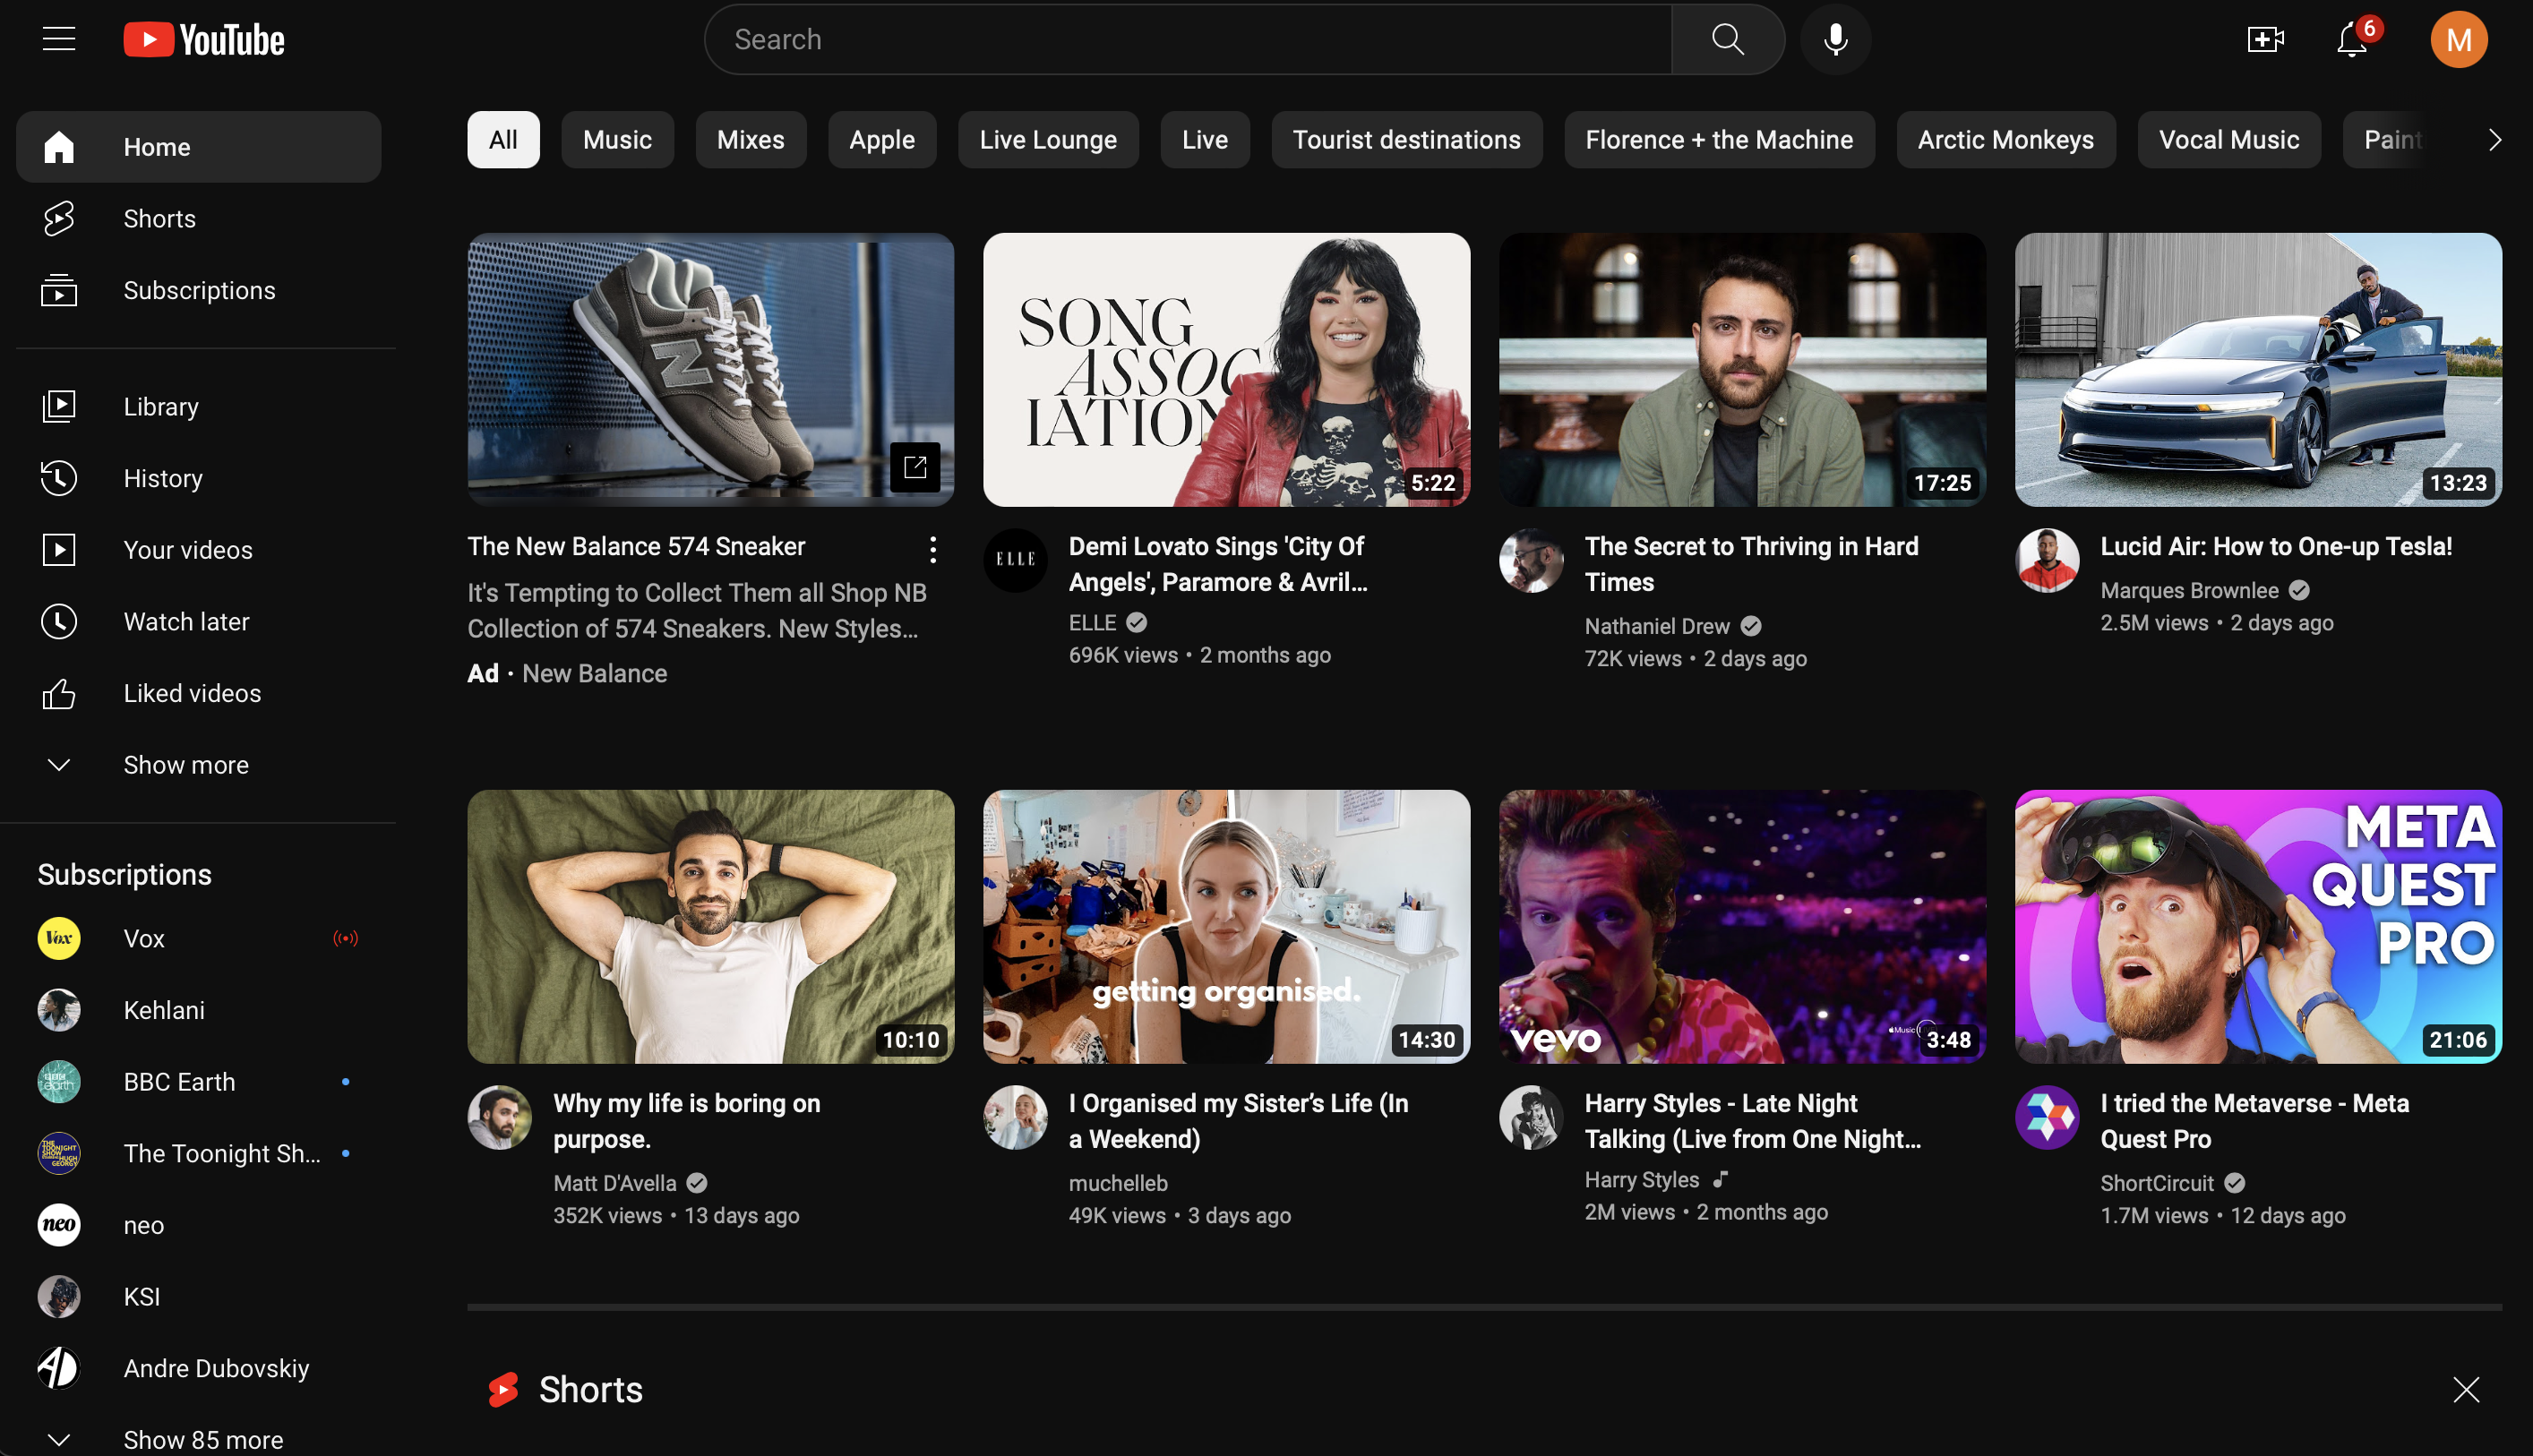 YouTube
Search
6
M
Home
Shorts
Subscriptions
Library
History
Your videos
Watch later
Liked videos
Show more
Subscriptions
Vox
Vox
Kehlani
BBC Earth
The Toonight Sh...
neo
neo
KSI
Andre Dubovskiy
Show 85 more
All
Music
Mixes
Apple
Live Lounge
Live
Tourist destinations
Florence + the Machine
Arctic Monkeys
Vocal Music
Paint
N
The New Balance 574 Sneaker
It's Tempting to Collect Them all Shop NB
Collection of 574 Sneakers. New Styles...
Ad · New Balance
SONG
ASSOC
IATION
5:22
ELLE
Demi Lovato Sings 'City Of
Angels', Paramore & Avril...
ELLE
696K views • 2 months ago
17:25
The Secret to Thriving in Hard
Times
Nathaniel Drew
72K views • 2 days ago
13:23
Lucid Air: How to One-up Tesla!
Marques Brownlee
2.5M views • 2 days ago
10:10
Why my life is boring on
purpose.
Matt D'Avella
352K views • 13 days ago
getting organised.
14:30
I Organised my Sister’s Life (In
a Weekend)
muchelleb
49K views • 3 days ago
vevo
Music
3:48
Harry Styles - Late Night
Talking (Live from One Night...
Harry Styles
2M views • 2 months ago
META
QUEST
PRO
21:06
I tried the Metaverse - Meta
Quest Pro
ShortCircuit
1.7M views • 12 days ago
Shorts